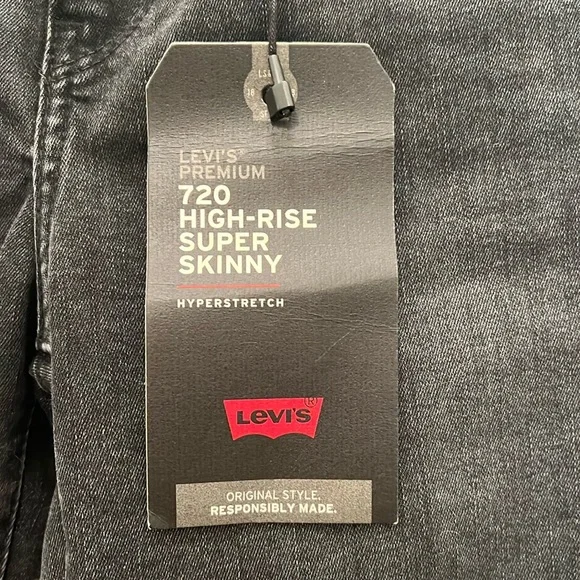 LEVI'S®
PREMIUM
720
HIGH-RISE
SUPER
SKINNY
HYPERSTRETCH
Levi's®
ORIGINAL STYLE.
RESPONSIBLY MADE.